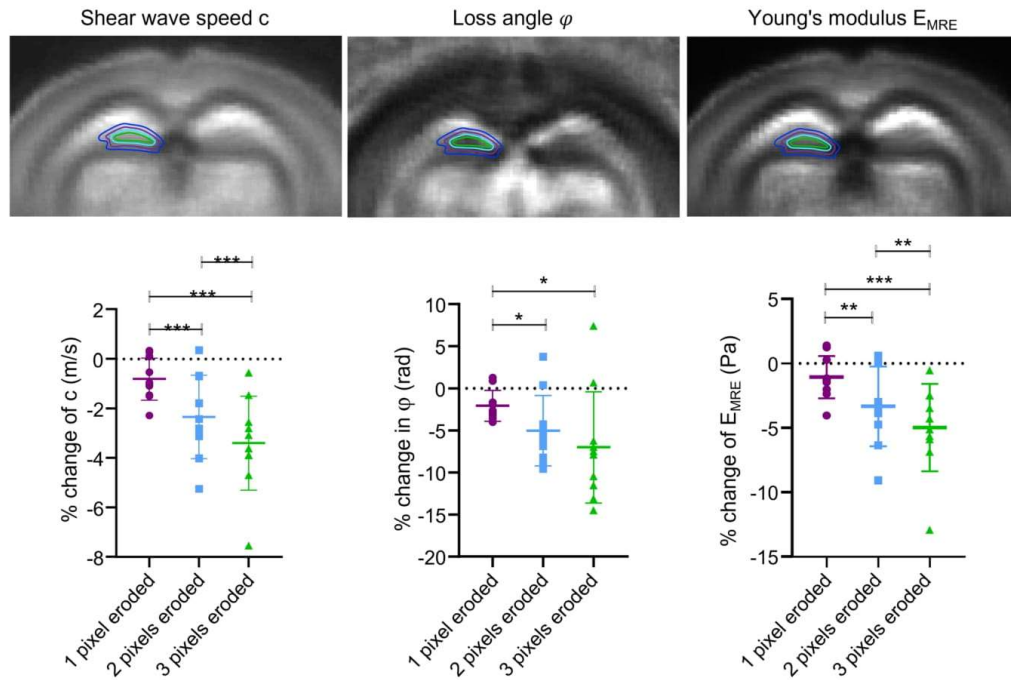 Shear wave speed c
Loss angle φ
Young's modulus E_MRE
***
***
***
2
0
-2
-4
-6
-8
% change of c (m/s)
1 pixel eroded
2 pixels eroded
3 pixels eroded
*
*
10
5
0
-5
-10
-15
-20
% change in φ (rad)
1 pixel eroded
2 pixels eroded
3 pixels eroded
**
***
**
5
0
-5
-10
-15
% change of E_MRE (Pa)
1 pixel eroded
2 pixels eroded
3 pixels eroded